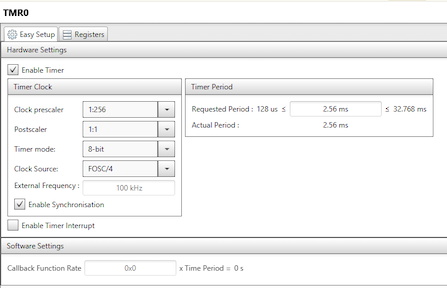 TMR0
Easy Setup Registers
Hardware Settings
Enable Timer
Timer Clock
Clock prescaler 1:256
Postscaler 1:1
Timer mode: 8-bit
Clock Source: FOSC/4
External Frequency : 100 kHz
Enable Synchronisation
Timer Period
Requested Period : 128 us ≤ 2.56 ms ≤ 32.768 ms
Actual Period : 2.56 ms
Enable Timer Interrupt
Software Settings
Callback Function Rate 0x0 x Time Period = 0 s